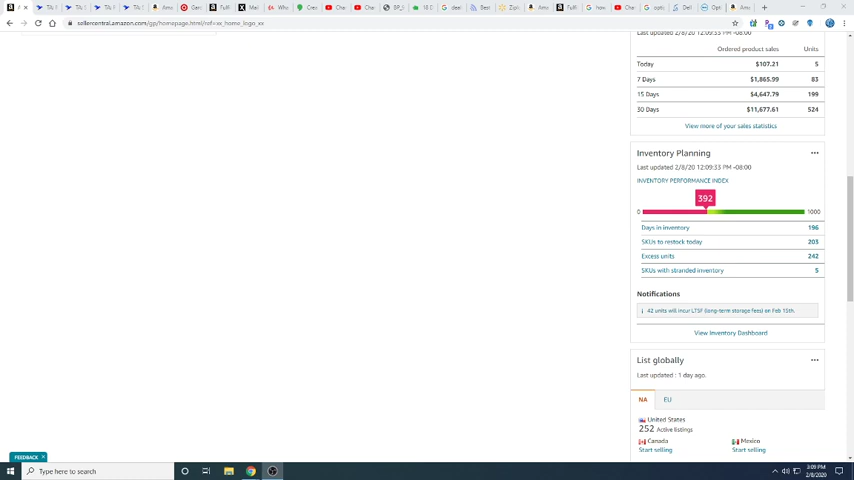 sellercentral.amazon.com/gp/homepage.html/ref=xx_home_logo_xx
Last updated 2/8/20 12:09:33 PM -08:00
Ordered product sales Units
Today $107.21 5
7 Days $1,865.99 83
15 Days $4,647.79 199
30 Days $11,677.61 524
View more of your sales statistics
Inventory Planning
Last updated 2/8/20 12:09:33 PM -08:00
INVENTORY PERFORMANCE INDEX
392
0 1000
Days in inventory 196
SKUs to restock today 203
Excess units 242
SKUs with stranded inventory 5
Notifications
42 units will incur LTSF (long-term storage fees) on Feb 15th.
View Inventory Dashboard
List globally
Last updated : 1 day ago.
NA EU
United States
252 Active listings
Canada Mexico
Start selling Start selling
FEEDBACK
Type here to search
3:09 PM
2/8/2020